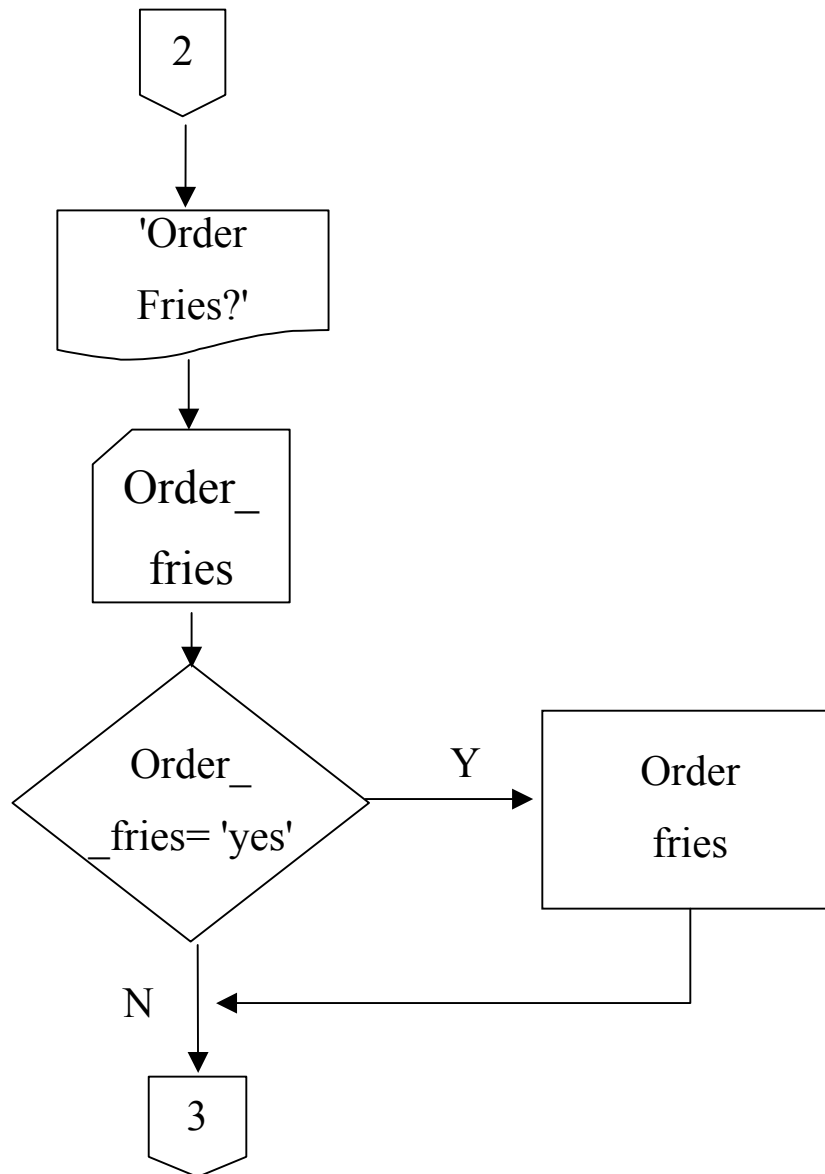 2
'Order
Fries?'
Order_
fries
Order_
_fries= 'yes'
Y
Order
fries
N
3